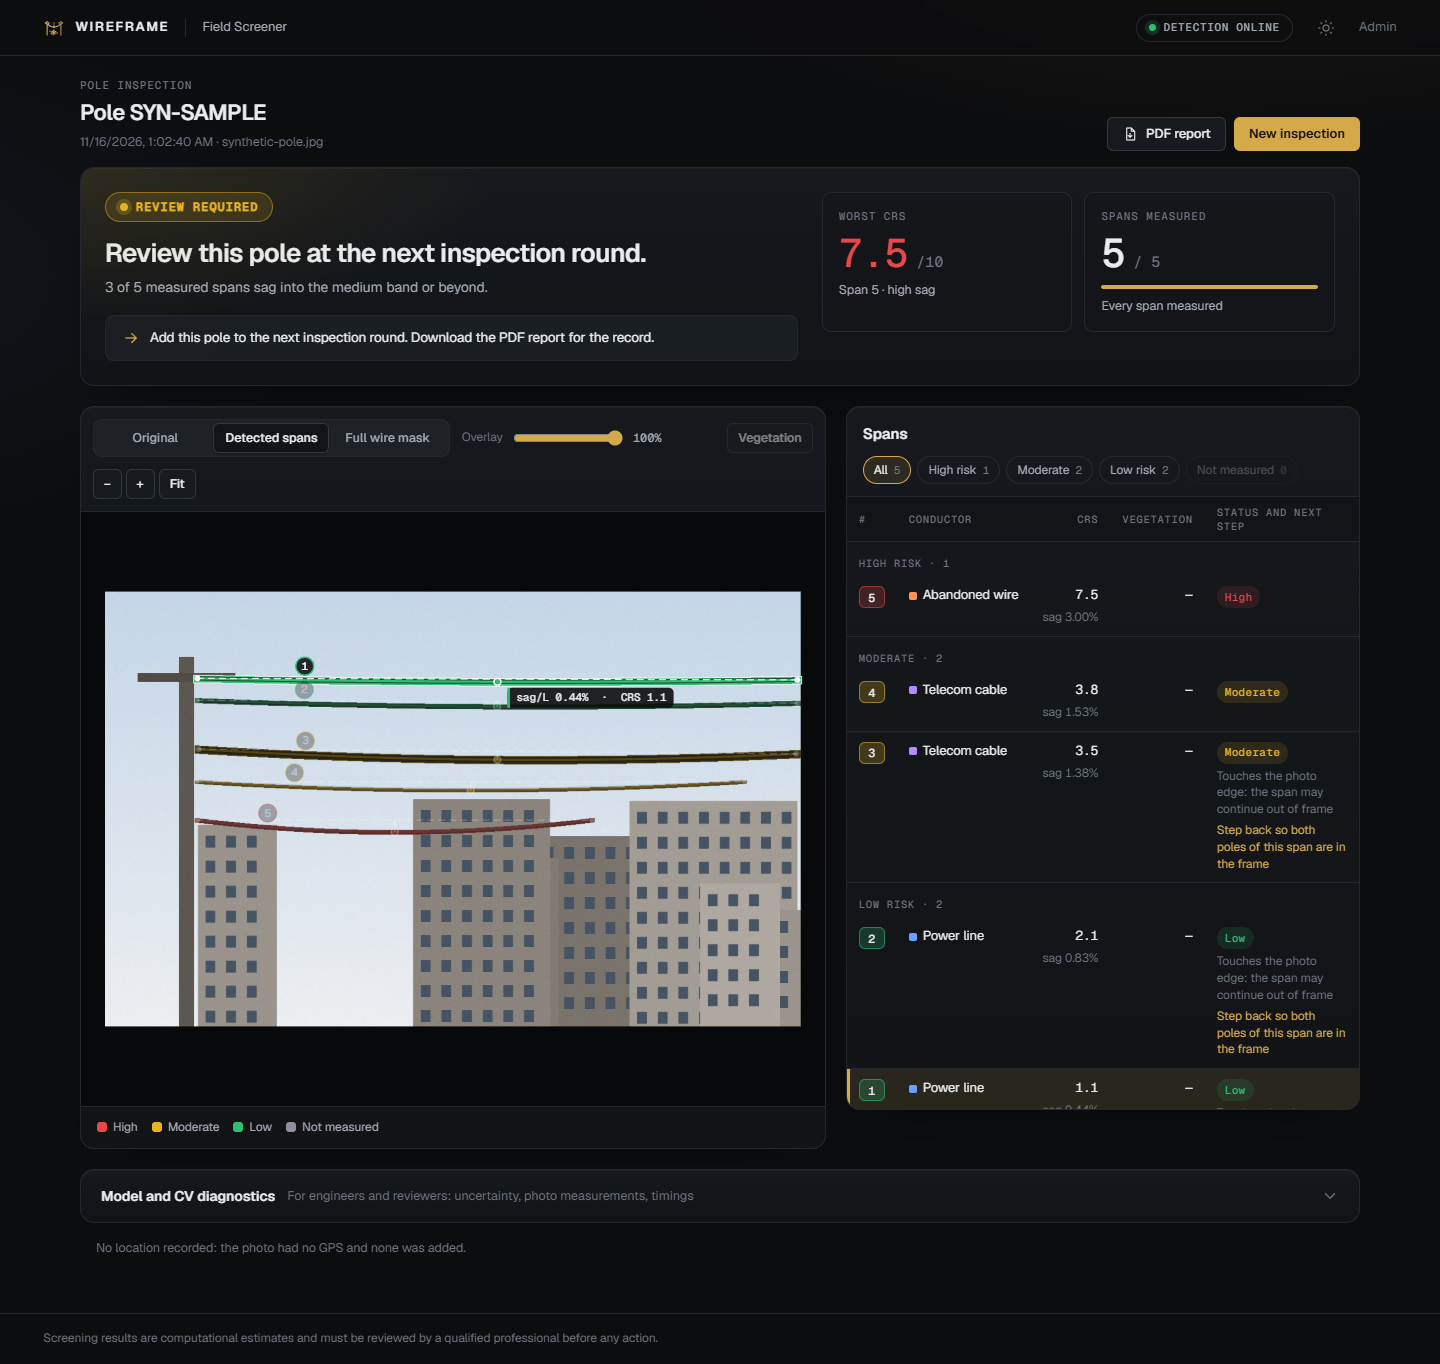 WIREFRAME
Field Screener
DETECTION ONLINE
Admin
POLE INSPECTION
Pole SYN-SAMPLE
11/16/2026, 1:02:40 AM · synthetic-pole.jpg
PDF report
New inspection
REVIEW REQUIRED
Review this pole at the next inspection round.
3 of 5 measured spans sag into the medium band or beyond.
Add this pole to the next inspection round. Download the PDF report for the record.
WORST CRS
7.5 /10
Span 5 · high sag
SPANS MEASURED
5 / 5
Every span measured
Original
Detected spans
Full wire mask
Overlay
100%
Vegetation
−
+
Fit
1
2
sag/L 0.44% · CRS 1.1
3
4
5
High
Moderate
Low
Not measured
Spans
All 5
High risk 1
Moderate 2
Low risk 2
Not measured 0
# CONDUCTOR CRS VEGETATION STATUS AND NEXT
STEP
HIGH RISK · 1
5 Abandoned wire 7.5 – High
sag 3.00%
MODERATE · 2
4 Telecom cable 3.8 – Moderate
sag 1.53%
3 Telecom cable 3.5 – Moderate
sag 1.38%
Touches the photo
edge: the span may
continue out of frame
Step back so both
poles of this span are in
the frame
LOW RISK · 2
2 Power line 2.1 – Low
sag 0.83%
Touches the photo
edge: the span may
continue out of frame
Step back so both
poles of this span are in
the frame
1 Power line 1.1 – Low
Model and CV diagnostics
For engineers and reviewers: uncertainty, photo measurements, timings
No location recorded: the photo had no GPS and none was added.
Screening results are computational estimates and must be reviewed by a qualified professional before any action.